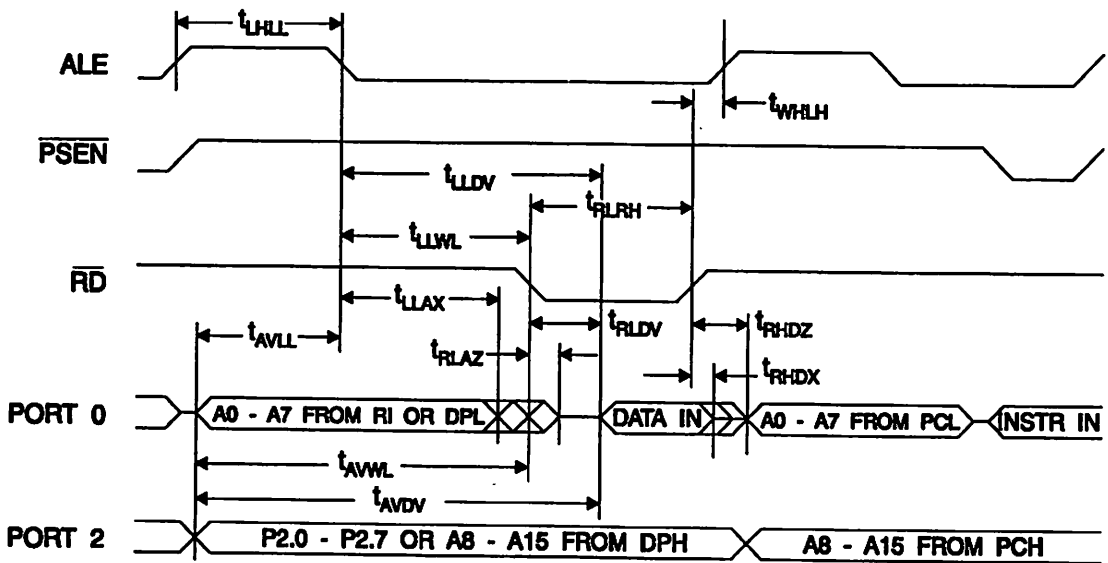 tLHLL
ALE
tWHLH
PSEN
tLLDV
tRLRH
tLLWL
RD
tLLAX
tRLDV
tRHDZ
tAVLL
tRLAZ
tRHDX
PORT 0
A0 - A7 FROM RI OR DPL
DATA IN
A0 - A7 FROM PCL
INSTR IN
tAVWL
tAVDV
PORT 2
P2.0 - P2.7 OR A8 - A15 FROM DPH
A8 - A15 FROM PCH